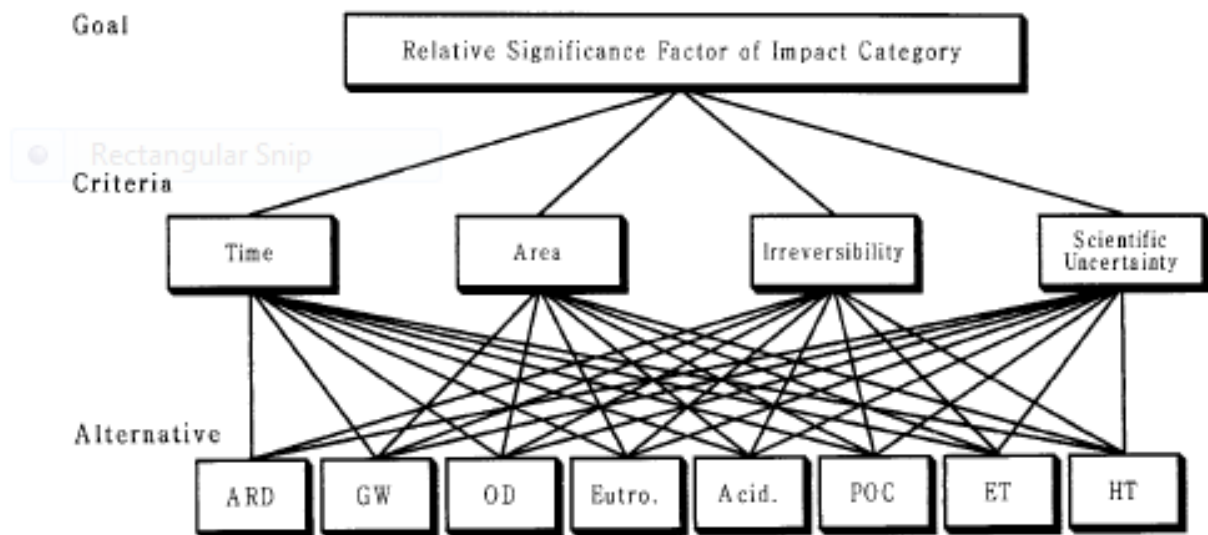 Goal
Relative Significance Factor of Impact Category
Rectangular Snip
Criteria
Time
Area
Irreversibility
Scientific
Uncertainty
Alternative
ARD
GW
OD
Eutro.
Acid.
POC
ET
HT